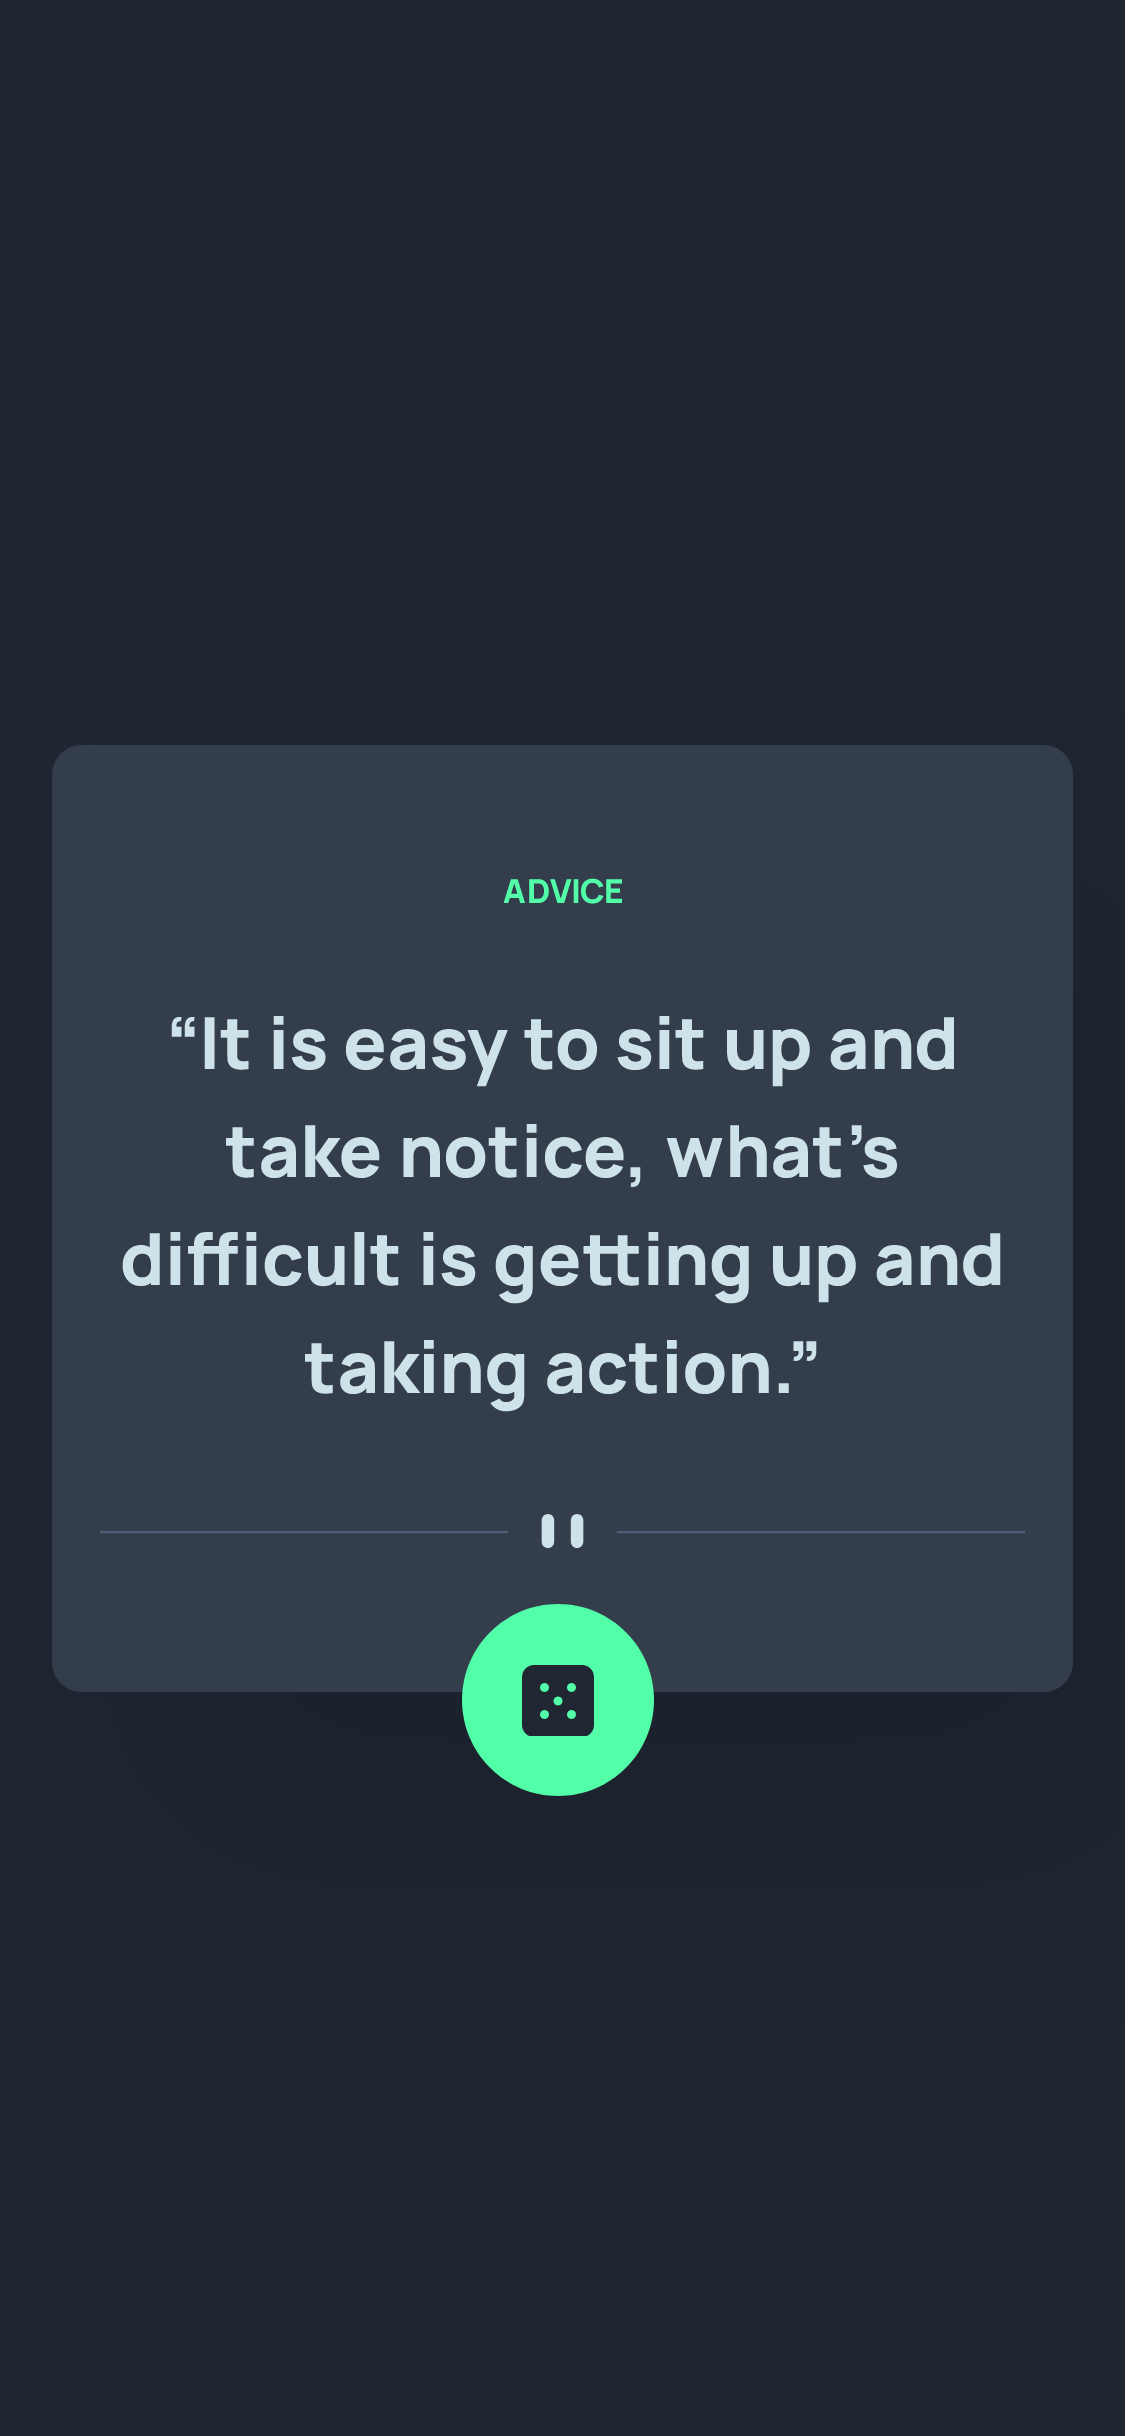 ADVICE
“It is easy to sit up and
take notice, what’s
difficult is getting up and
taking action.”